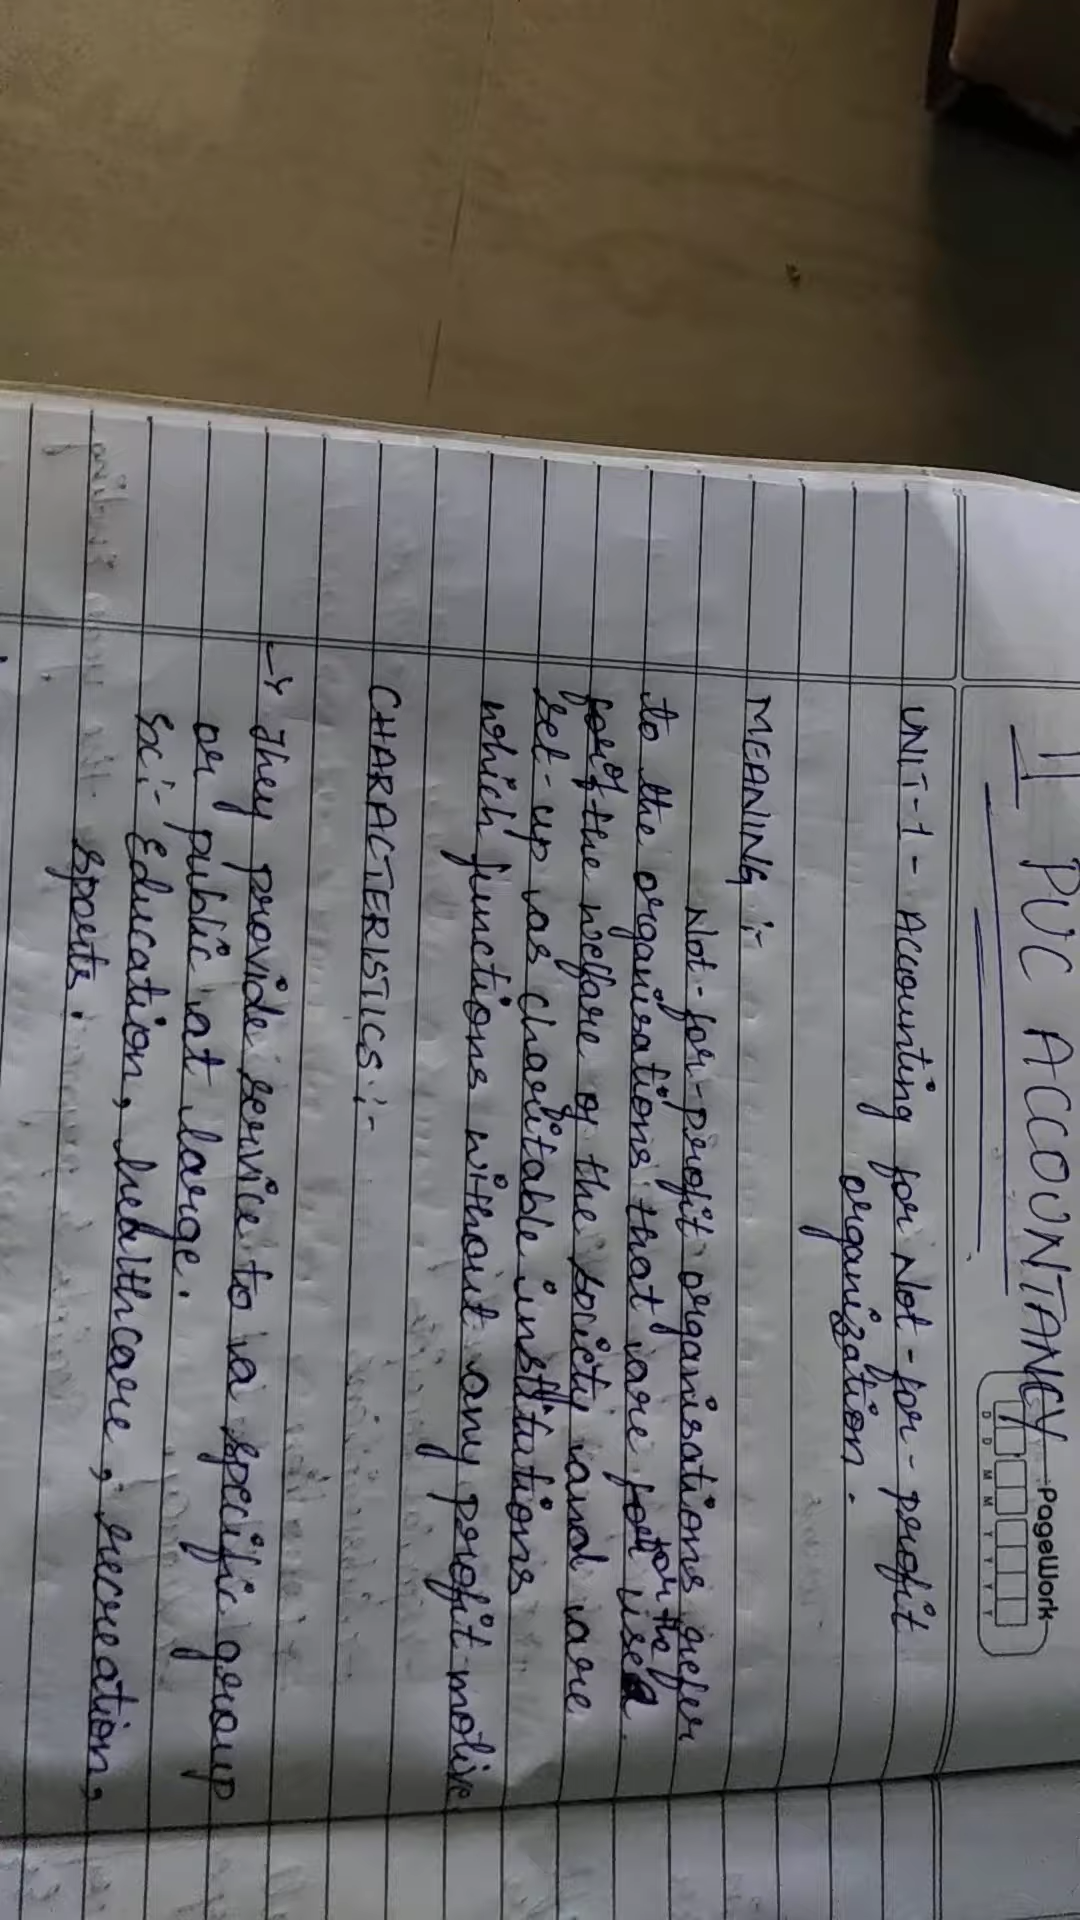 II PUC ACCOUNTANCY
PageWork
D D M M Y Y Y Y
UNIT-1 - Accounting for Not-for-profit
organization.
MEANING :-
Not-for-profit organisations refer
to the organisations that are for the use
of the welfare of the society and are
set-up as charitable institutions
which functions without any profit-motive.
CHARACTERISTICS :-
→ They provide service to a specific group
or public at large.
Ex:- Education, healthcare, recreation,
sports.